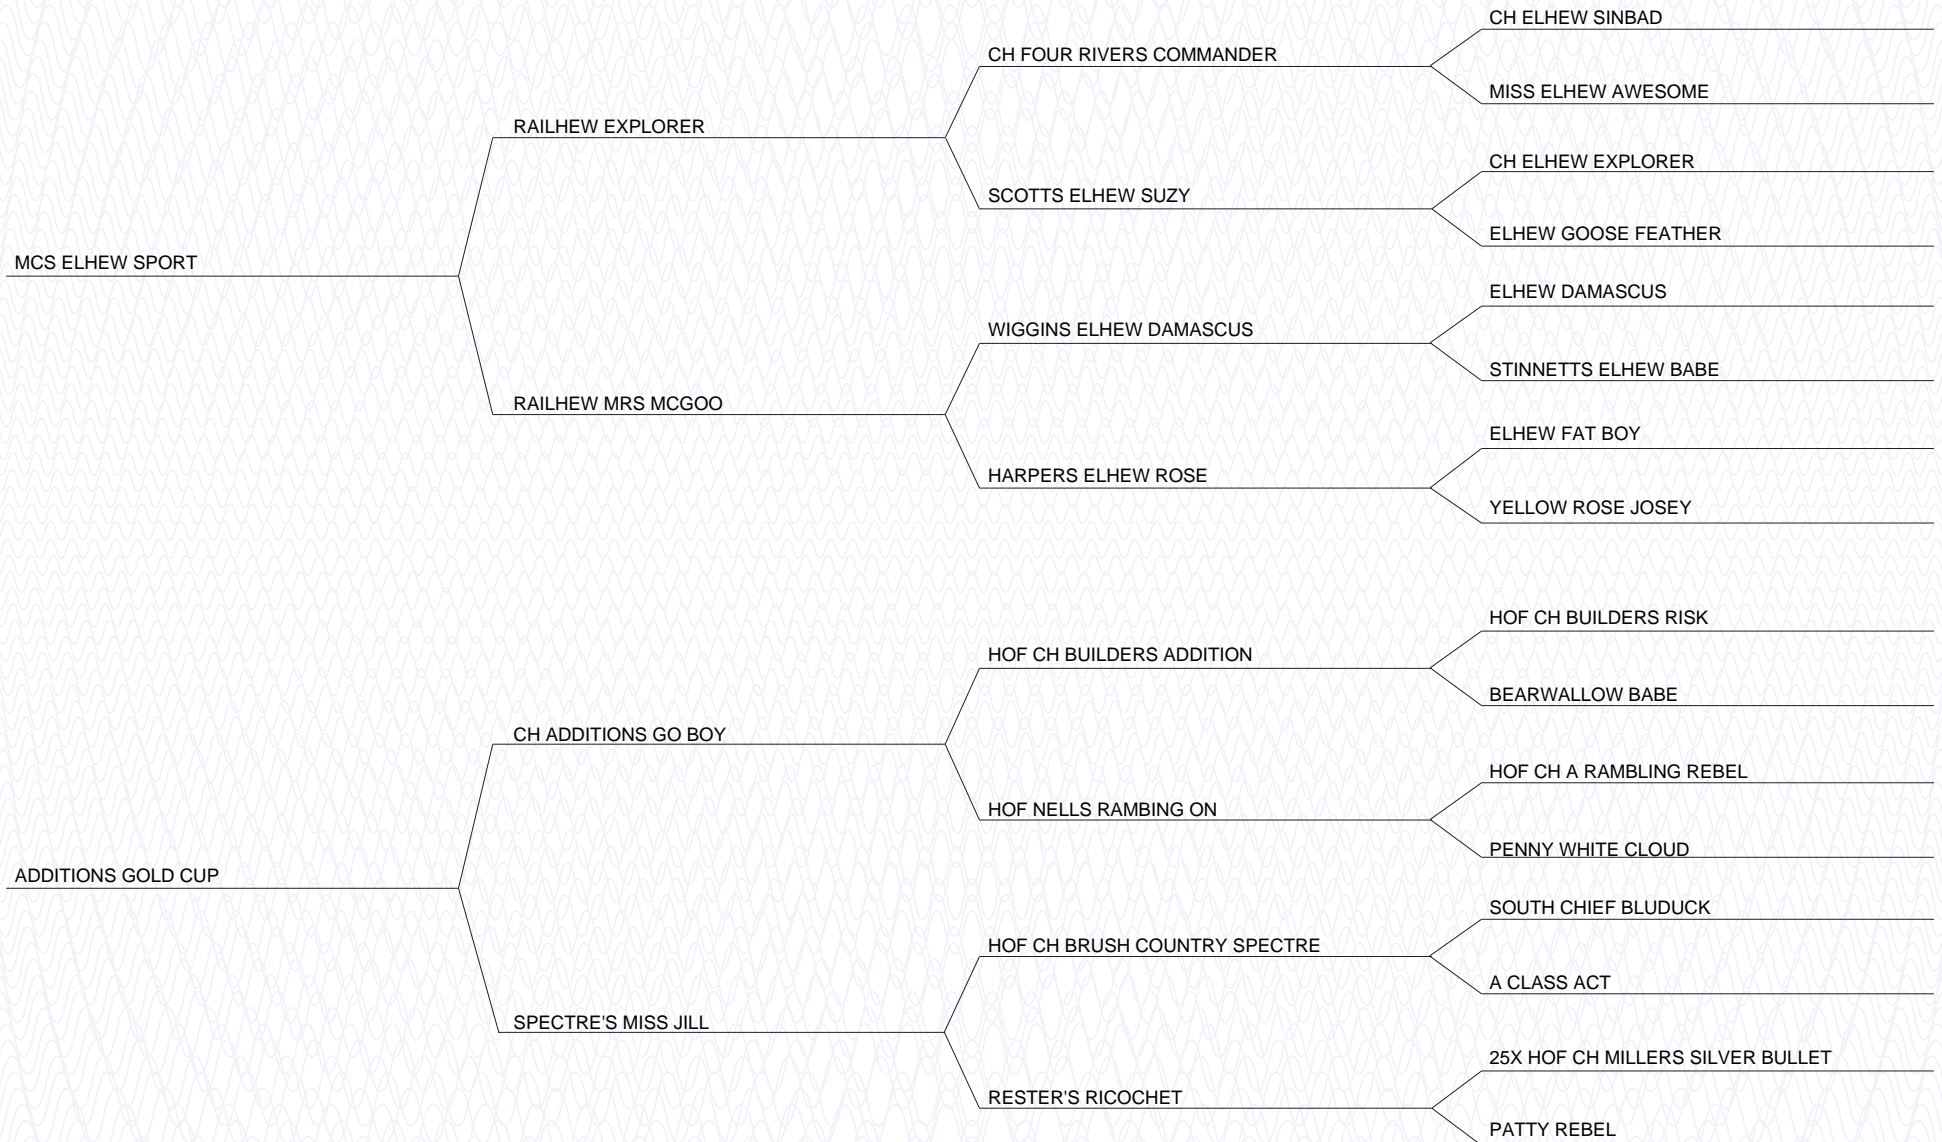 CH ELHEW SINBAD
CH FOUR RIVERS COMMANDER
MISS ELHEW AWESOME
RAILHEW EXPLORER
CH ELHEW EXPLORER
SCOTTS ELHEW SUZY
ELHEW GOOSE FEATHER
MCS ELHEW SPORT
ELHEW DAMASCUS
WIGGINS ELHEW DAMASCUS
STINNETTS ELHEW BABE
RAILHEW MRS MCGOO
ELHEW FAT BOY
HARPERS ELHEW ROSE
YELLOW ROSE JOSEY
HOF CH BUILDERS RISK
HOF CH BUILDERS ADDITION
BEARWALLOW BABE
CH ADDITIONS GO BOY
HOF CH A RAMBLING REBEL
HOF NELLS RAMBING ON
PENNY WHITE CLOUD
ADDITIONS GOLD CUP
SOUTH CHIEF BLUDUCK
HOF CH BRUSH COUNTRY SPECTRE
A CLASS ACT
SPECTRE'S MISS JILL
25X HOF CH MILLERS SILVER BULLET
RESTER'S RICOCHET
PATTY REBEL